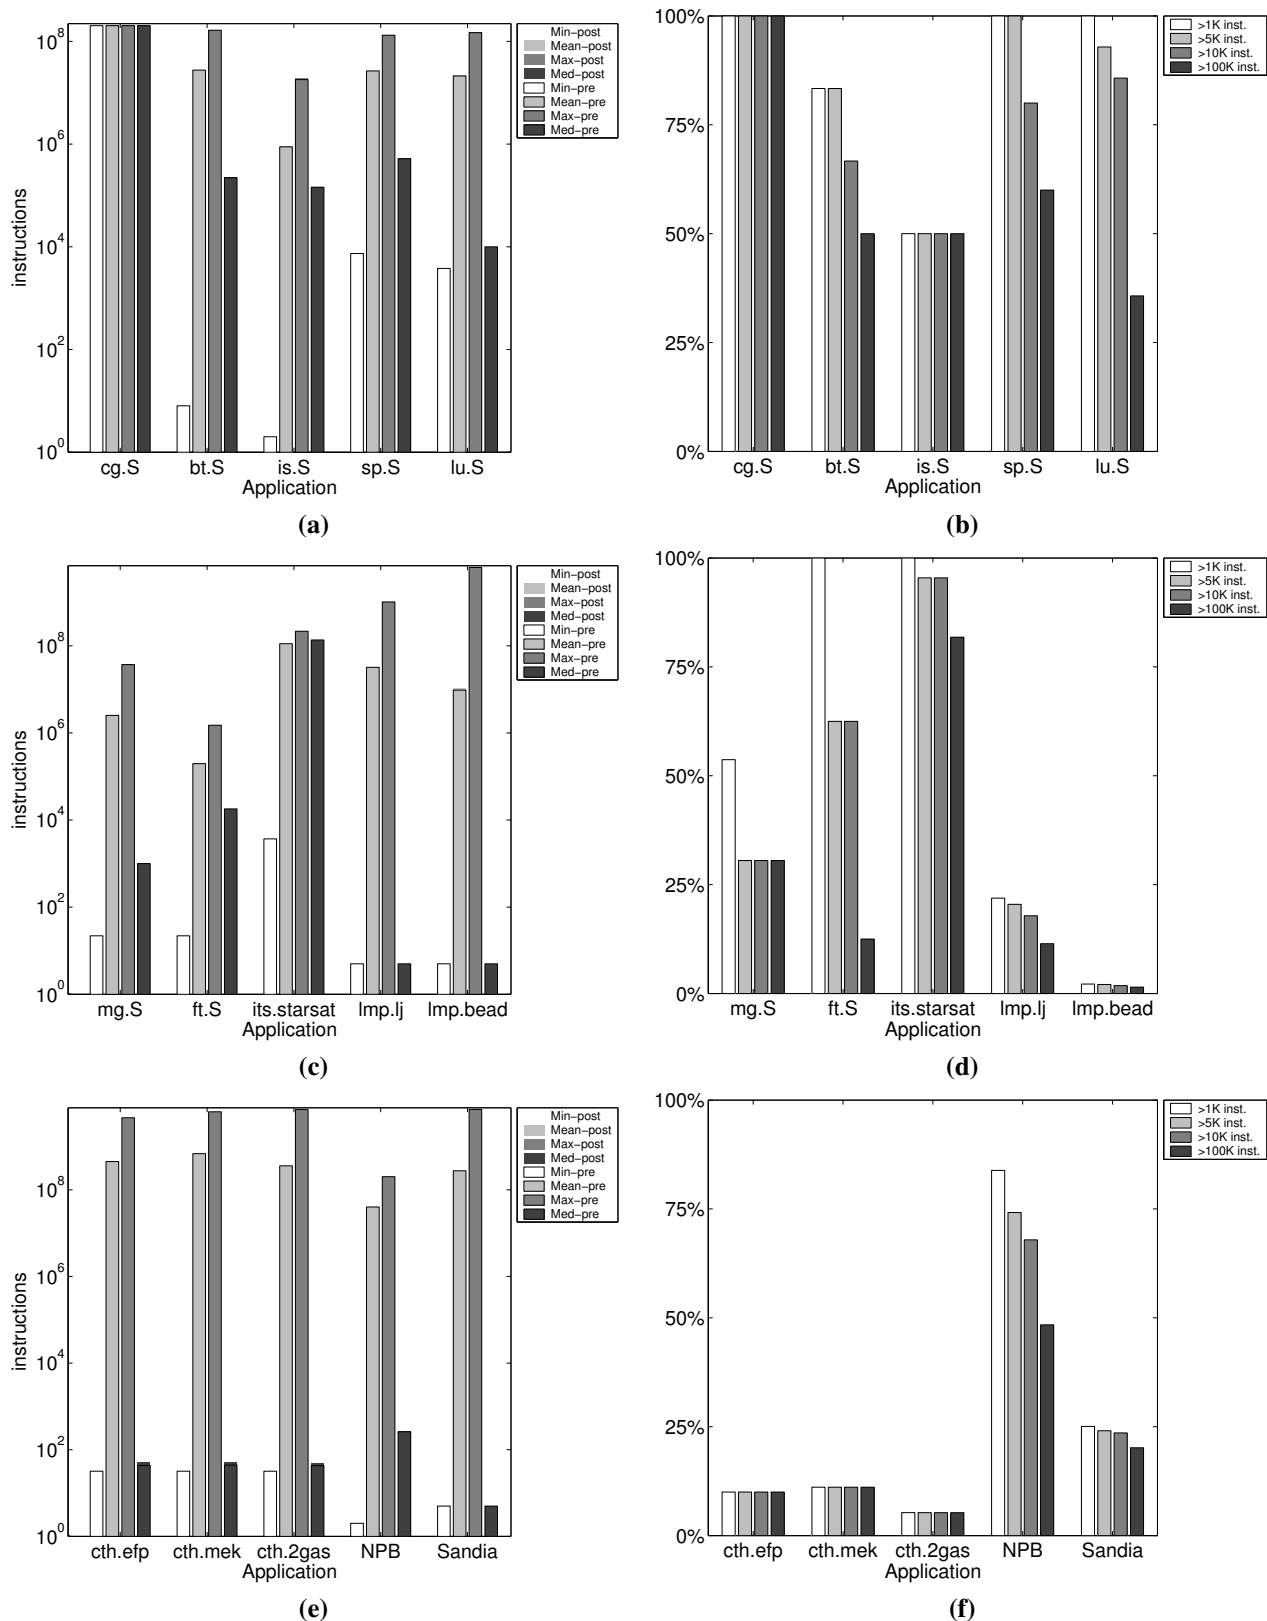 10^8
10^6
10^4
10^2
10^0
instructions
cg.S bt.S is.S sp.S lu.S
Application
Min-post
Mean-post
Max-post
Med-post
Min-pre
Mean-pre
Max-pre
Med-pre
(a)
100%
75%
50%
25%
0%
cg.S bt.S is.S sp.S lu.S
Application
>1K inst.
>5K inst.
>10K inst.
>100K inst.
(b)
10^8
10^6
10^4
10^2
10^0
instructions
mg.S ft.S its.starsat lmp.lj lmp.bead
Application
Min-post
Mean-post
Max-post
Med-post
Min-pre
Mean-pre
Max-pre
Med-pre
(c)
100%
75%
50%
25%
0%
mg.S ft.S its.starsat lmp.lj lmp.bead
Application
>1K inst.
>5K inst.
>10K inst.
>100K inst.
(d)
10^8
10^6
10^4
10^2
10^0
instructions
cth.efp cth.mek cth.2gas NPB Sandia
Application
Min-post
Mean-post
Max-post
Med-post
Min-pre
Mean-pre
Max-pre
Med-pre
(e)
100%
75%
50%
25%
0%
cth.efp cth.mek cth.2gas NPB Sandia
Application
>1K inst.
>5K inst.
>10K inst.
>100K inst.
(f)